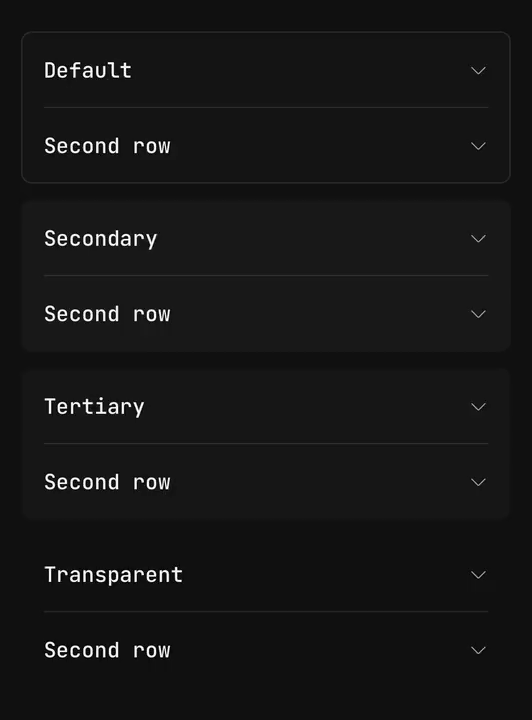 Default
Second row
Secondary
Second row
Tertiary
Second row
Transparent
Second row